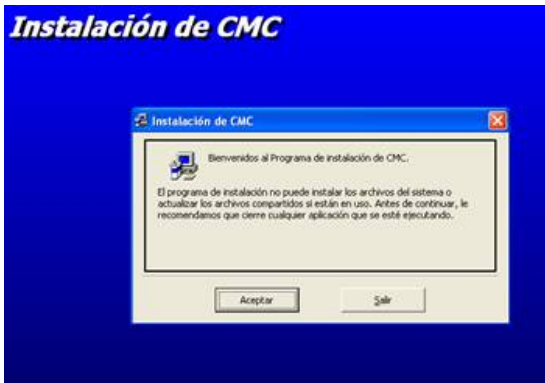 Instalación de CMC
Instalación de CMC
Bienvenidos al Programa de instalación de CMC.
El programa de instalación no puede instalar los archivos del sistema o
actualizar los archivos compartidos si están en uso. Antes de continuar, le
recomendamos que cierre cualquier aplicación que se esté ejecutando.
Aceptar
Salir